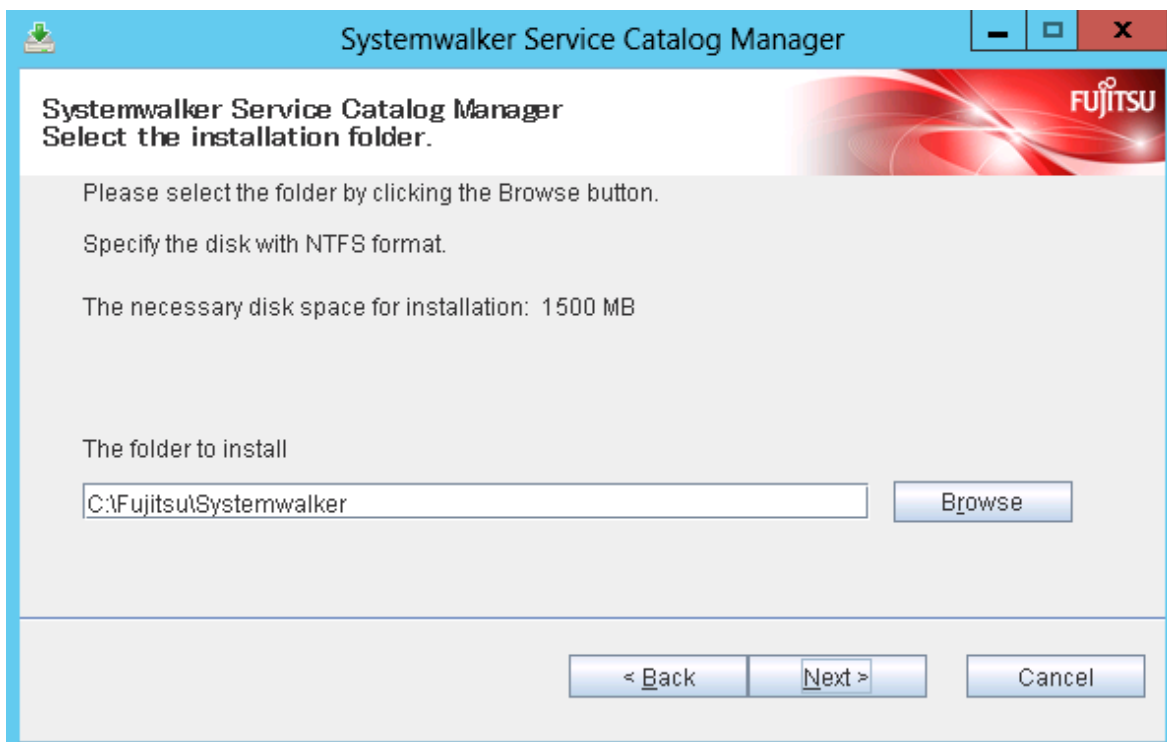 Systemwalker Service Catalog Manager
x
Systemwalker Service Catalog Manager
Select the installation folder.
FUJITSU
Please select the folder by clicking the Browse button.
Specify the disk with NTFS format.
The necessary disk space for installation: 1500 MB
The folder to install
C:\Fujitsu\Systemwalker
Browse
< Back
Next >
Cancel